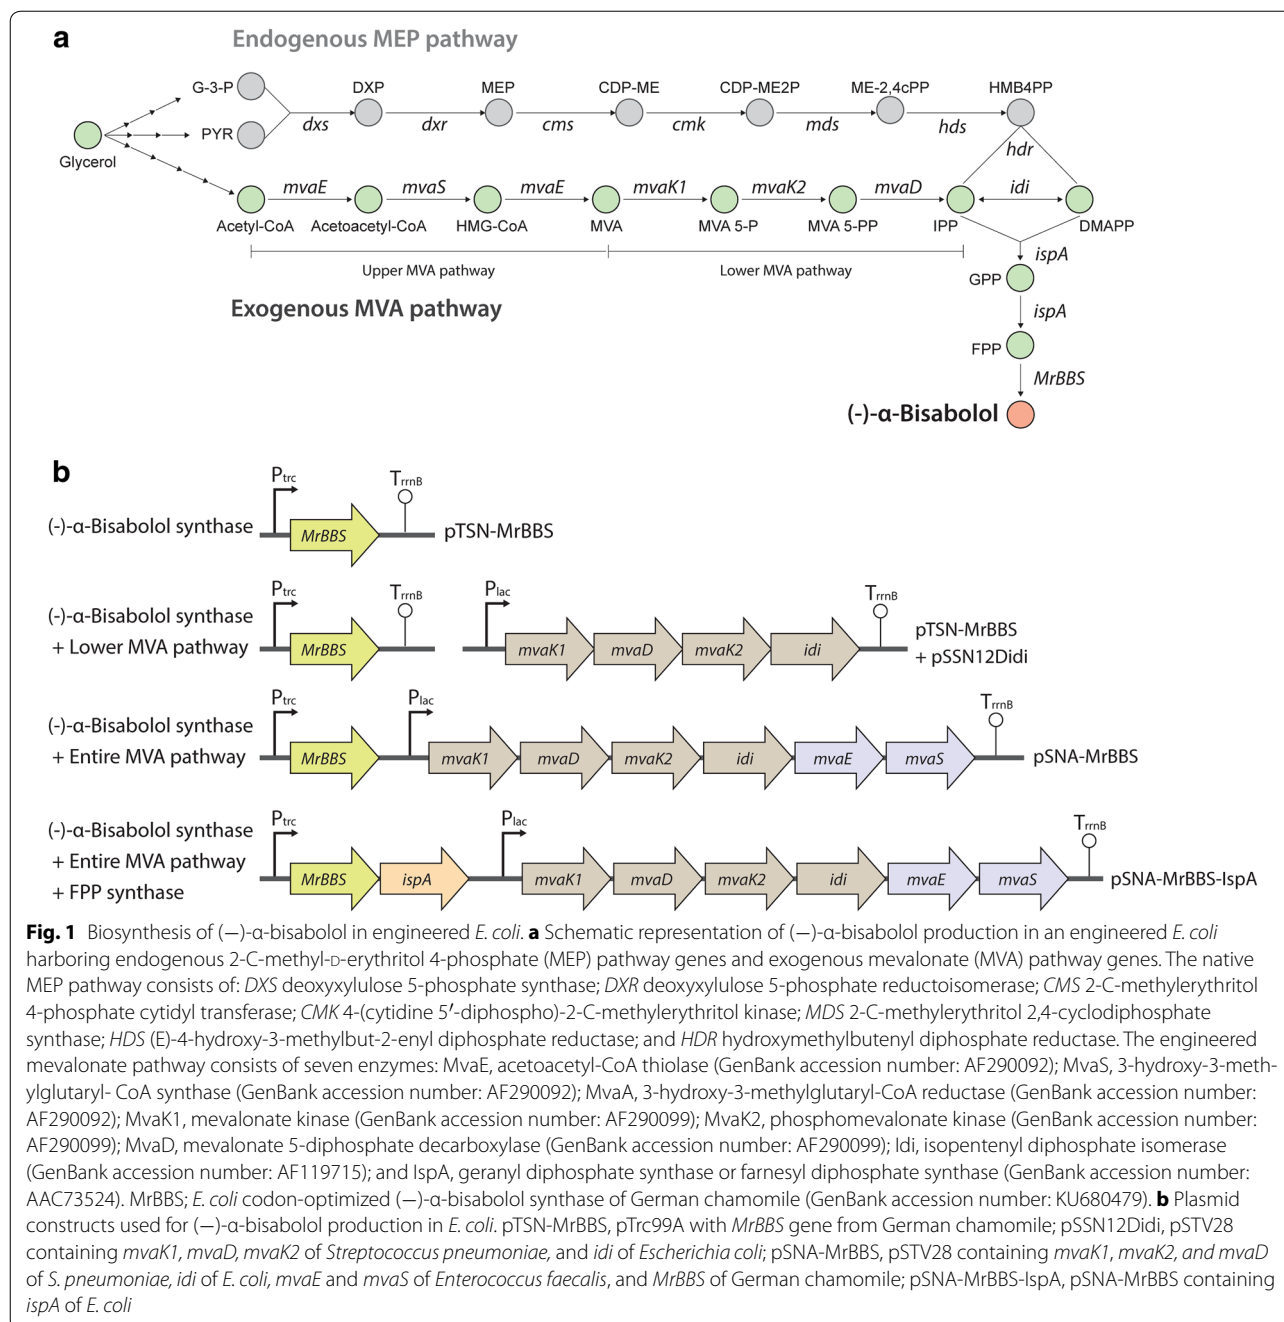 a
Endogenous MEP pathway
G-3-P
DXP
MEP
CDP-ME
CDP-ME2P
ME-2,4cPP
HMB4PP
PYR
dxs
dxr
cms
cmk
mds
hds
hdr
Glycerol
mvaE
mvaS
mvaE
mvaK1
mvaK2
mvaD
idi
Acetyl-CoA
Acetoacetyl-CoA
HMG-CoA
MVA
MVA 5-P
MVA 5-PP
IPP
DMAPP
Upper MVA pathway
Lower MVA pathway
ispA
GPP
Exogenous MVA pathway
ispA
FPP
MrBBS
(-)-α-Bisabolol
b
Ptrc
TrrnB
(-)-α-Bisabolol synthase
MrBBS
pTSN-MrBBS
Ptrc
TrrnB
Plac
TrrnB
(-)-α-Bisabolol synthase
+ Lower MVA pathway
MrBBS
mvaK1
mvaD
mvaK2
idi
pTSN-MrBBS
+ pSSN12Didi
Ptrc
Plac
TrrnB
(-)-α-Bisabolol synthase
+ Entire MVA pathway
MrBBS
mvaK1
mvaD
mvaK2
idi
mvaE
mvaS
pSNA-MrBBS
Ptrc
Plac
TrrnB
(-)-α-Bisabolol synthase
+ Entire MVA pathway
+ FPP synthase
MrBBS
ispA
mvaK1
mvaD
mvaK2
idi
mvaE
mvaS
pSNA-MrBBS-IspA
Fig. 1 Biosynthesis of (−)-α-bisabolol in engineered E. coli. a Schematic representation of (−)-α-bisabolol production in an engineered E. coli
harboring endogenous 2-C-methyl-D-erythritol 4-phosphate (MEP) pathway genes and exogenous mevalonate (MVA) pathway genes. The native
MEP pathway consists of: DXS deoxyxylulose 5-phosphate synthase; DXR deoxyxylulose 5-phosphate reductoisomerase; CMS 2-C-methylerythritol
4-phosphate cytidyl transferase; CMK 4-(cytidine 5′-diphospho)-2-C-methylerythritol kinase; MDS 2-C-methylerythritol 2,4-cyclodiphosphate
synthase; HDS (E)-4-hydroxy-3-methylbut-2-enyl diphosphate reductase; and HDR hydroxymethylbutenyl diphosphate reductase. The engineered
mevalonate pathway consists of seven enzymes: MvaE, acetoacetyl-CoA thiolase (GenBank accession number: AF290092); MvaS, 3-hydroxy-3-meth-
ylglutaryl- CoA synthase (GenBank accession number: AF290092); MvaA, 3-hydroxy-3-methylglutaryl-CoA reductase (GenBank accession number:
AF290092); MvaK1, mevalonate kinase (GenBank accession number: AF290099); MvaK2, phosphomevalonate kinase (GenBank accession number:
AF290099); MvaD, mevalonate 5-diphosphate decarboxylase (GenBank accession number: AF290099); Idi, isopentenyl diphosphate isomerase
(GenBank accession number: AF119715); and IspA, geranyl diphosphate synthase or farnesyl diphosphate synthase (GenBank accession number:
AAC73524). MrBBS; E. coli codon-optimized (−)-α-bisabolol synthase of German chamomile (GenBank accession number: KU680479). b Plasmid
constructs used for (−)-α-bisabolol production in E. coli. pTSN-MrBBS, pTrc99A with MrBBS gene from German chamomile; pSSN12Didi, pSTV28
containing mvaK1, mvaD, mvaK2 of Streptococcus pneumoniae, and idi of Escherichia coli; pSNA-MrBBS, pSTV28 containing mvaK1, mvaK2, and mvaD
of S. pneumoniae, idi of E. coli, mvaE and mvaS of Enterococcus faecalis, and MrBBS of German chamomile; pSNA-MrBBS-IspA, pSNA-MrBBS containing
ispA of E. coli